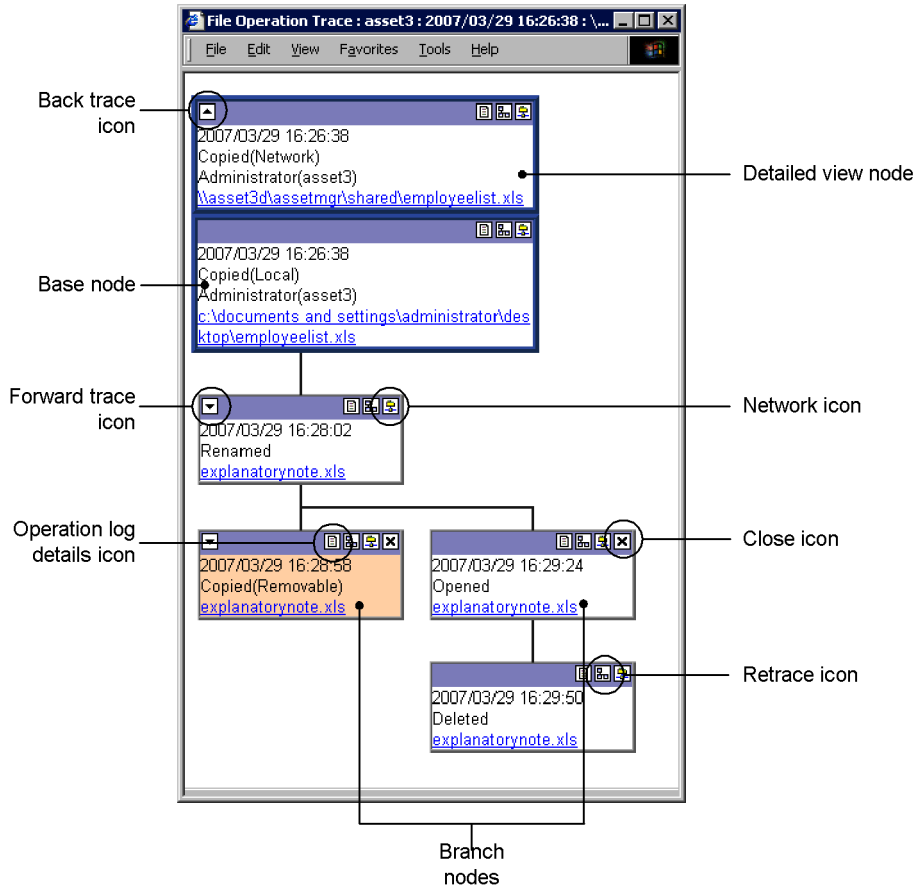 File Operation Trace : asset3 : 2007/03/29 16:26:38 : \...
File Edit View Favorites Tools Help
Back trace
icon
2007/03/29 16:26:38
Copied(Network)
Administrator(asset3)
\\asset3d\assetmgr\shared\employeelist.xls
Detailed view node
Base node
2007/03/29 16:26:38
Copied(Local)
Administrator(asset3)
c:\documents and settings\administrator\des
ktop\employeelist.xls
Forward trace
icon
2007/03/29 16:28:02
Renamed
explanatorynote.xls
Network icon
Operation log
details icon
2007/03/29 16:28:58
Copied(Removable)
explanatorynote.xls
2007/03/29 16:29:24
Opened
explanatorynote.xls
Close icon
2007/03/29 16:29:50
Deleted
explanatorynote.xls
Retrace icon
Branch
nodes